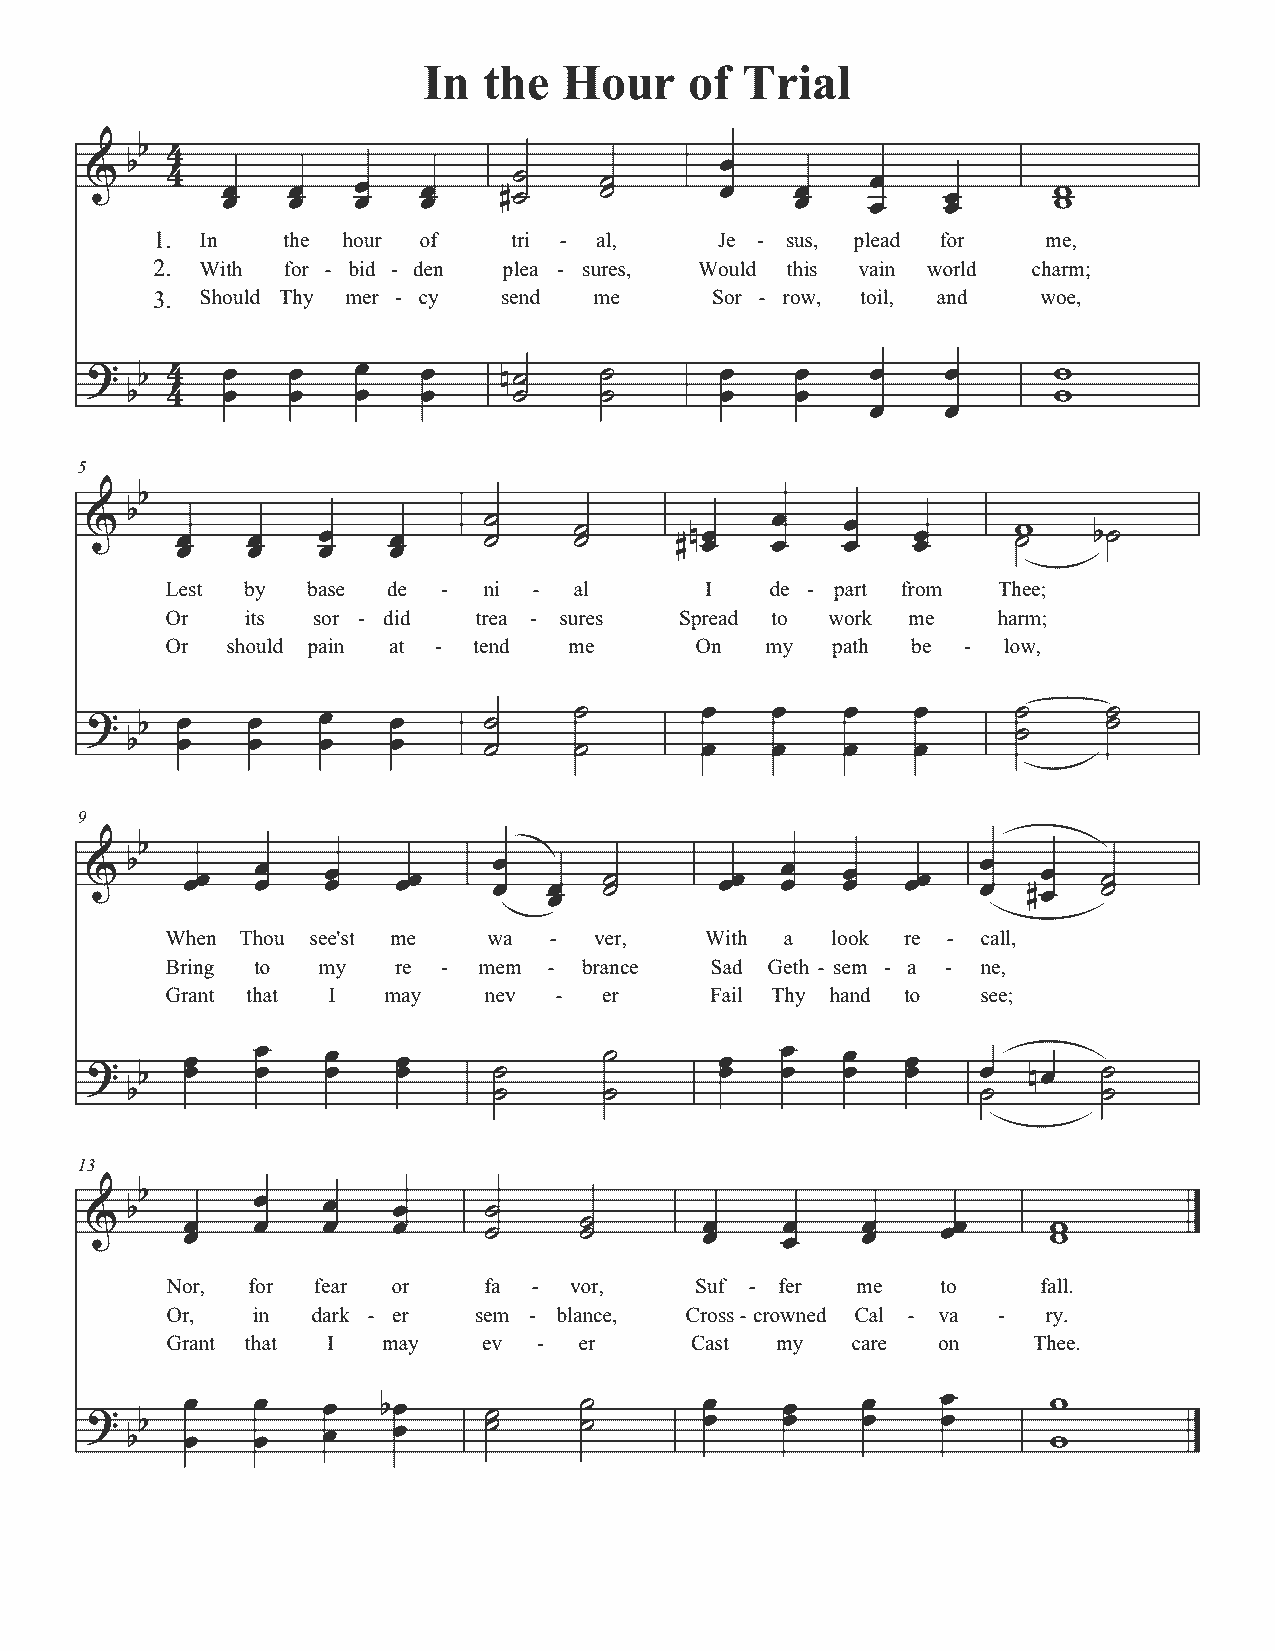 In the Hour of Trial
1. In the hour of tri - al, Je - sus, plead for me,
2. With for - bid - den plea - sures, Would this vain world charm;
3. Should Thy mer - cy send me Sor - row, toil, and woe,
5
Lest by base de - ni - al I de - part from Thee;
Or its sor - did trea - sures Spread to work me harm;
Or should pain at - tend me On my path be - low,
9
When Thou see'st me wa - ver, With a look re - call,
Bring to my re - mem - brance Sad Geth - sem - a - ne,
Grant that I may nev - er Fail Thy hand to see;
13
Nor, for fear or fa - vor, Suf - fer me to fall.
Or, in dark - er sem - blance, Cross - crowned Cal - va - ry.
Grant that I may ev - er Cast my care on Thee.